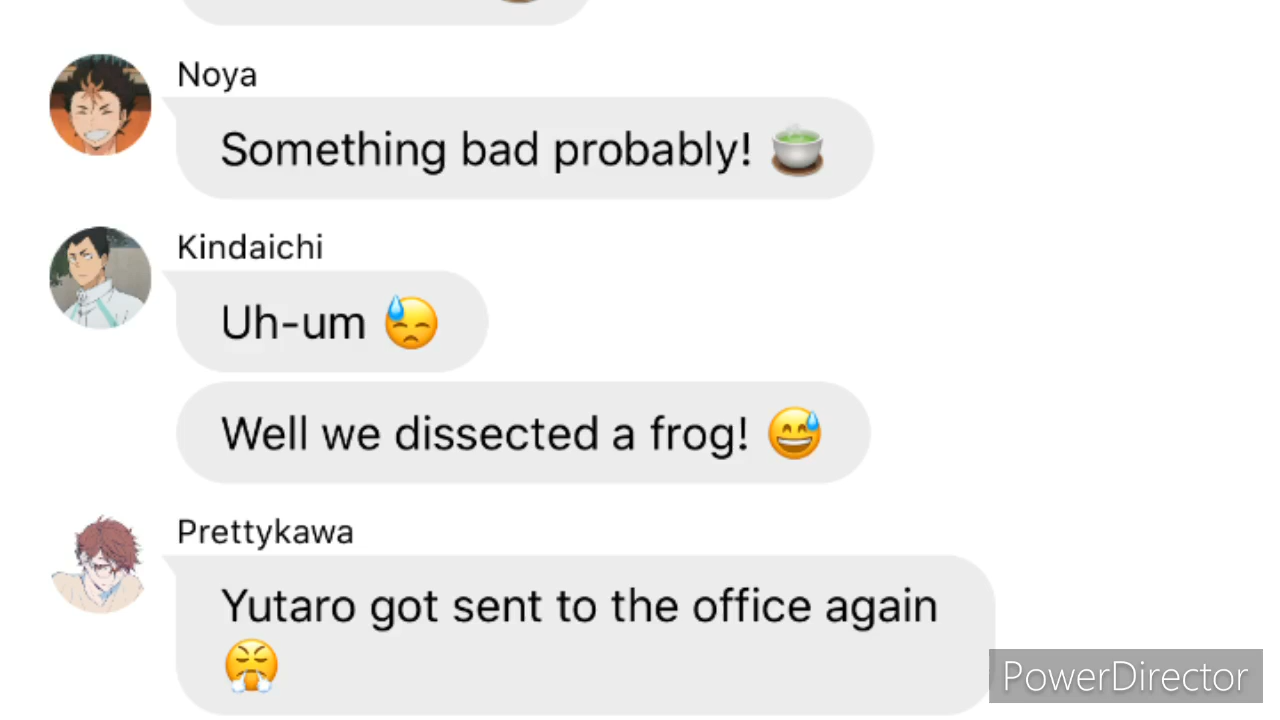 Noya
Something bad probably! 🍵
Kindaichi
Uh-um 😓
Well we dissected a frog! 😅
Prettykawa
Yutaro got sent to the office again
😤
PowerDirector